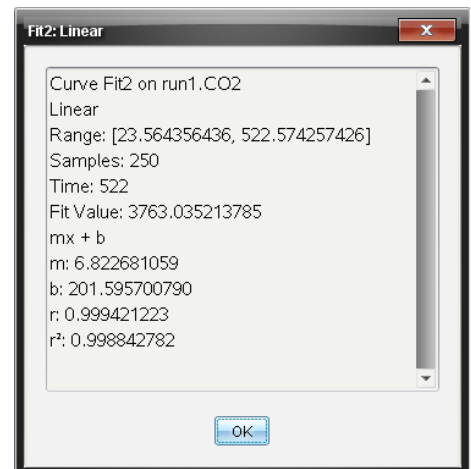 Fit2: Linear
Curve Fit2 on run1.CO2
Linear
Range: [23.564356436, 522.574257426]
Samples: 250
Time: 522
Fit Value: 3763.035213785
mx + b
m: 6.822681059
b: 201.595700790
r: 0.999421223
r²: 0.998842782
OK